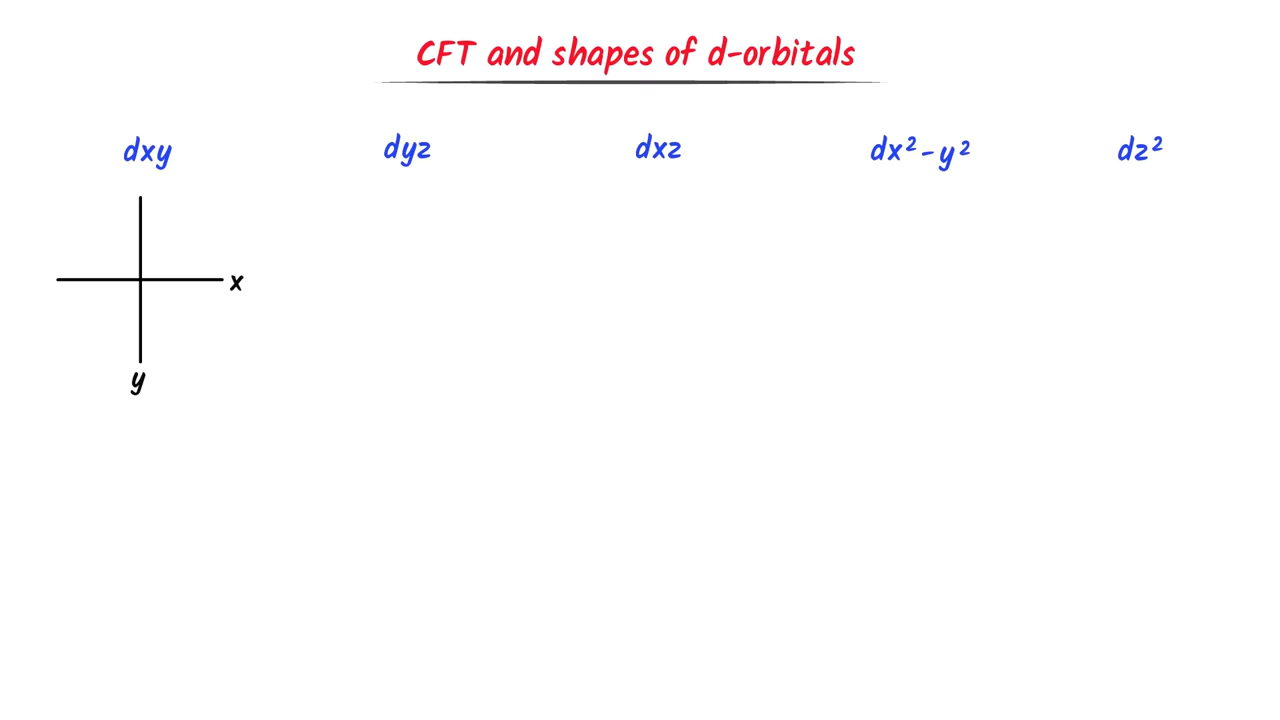 CFT and shapes of d-orbitals
dxy dyz dxz dx²-y² dz²
x
y